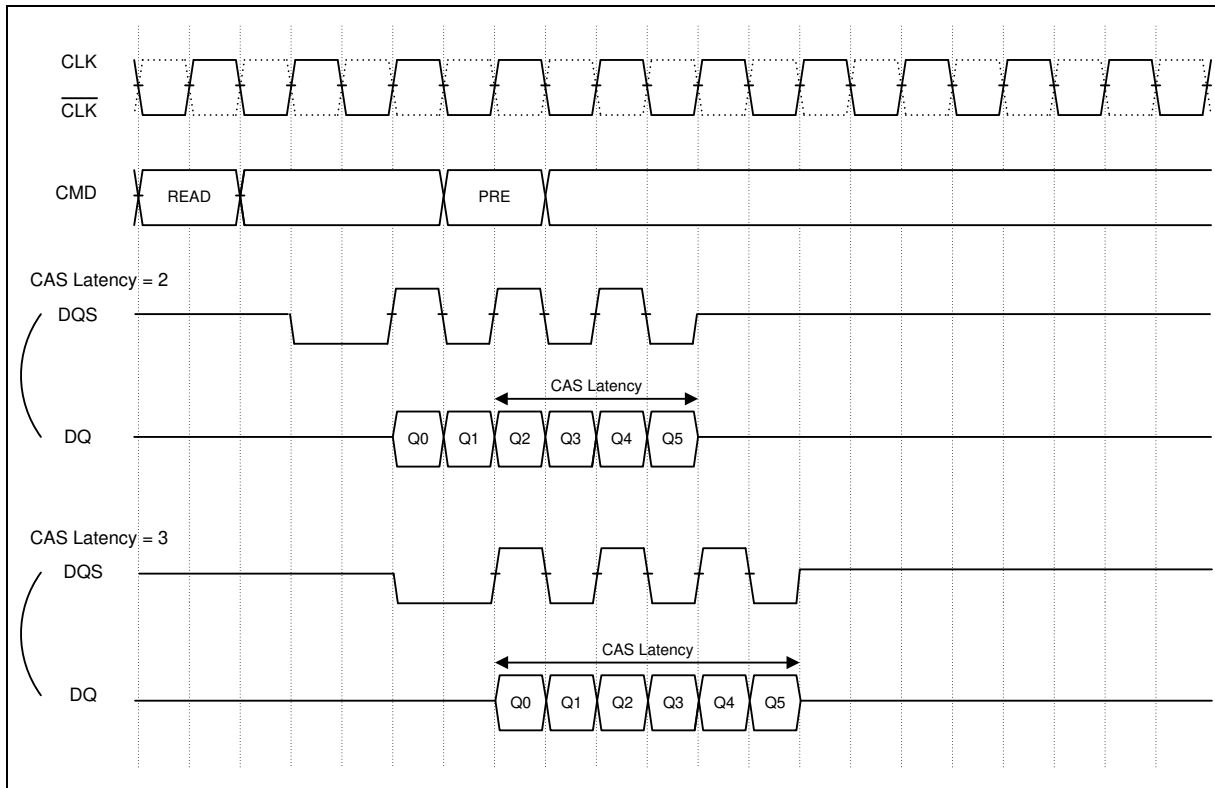 CLK
CLK
CMD
READ
PRE
CAS Latency = 2
DQS
CAS Latency
DQ
Q0 Q1 Q2 Q3 Q4 Q5
CAS Latency = 3
DQS
CAS Latency
DQ
Q0 Q1 Q2 Q3 Q4 Q5